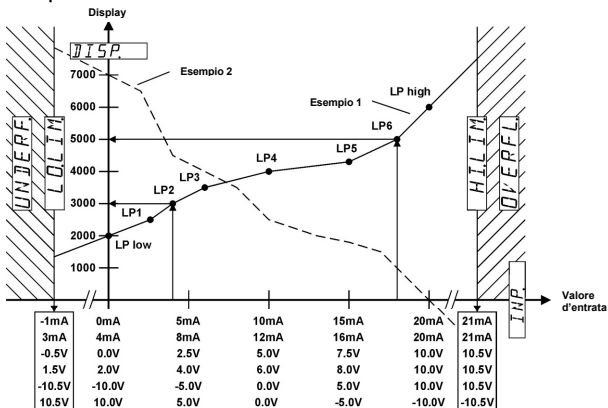 Display
DISP.
Esempio 2
7000
LP high
6000
Esempio 1
LP6
5000
LP4
LP5
4000
LP3
LP2
3000
LP1
2000
LP low
1000
UNDERF.
LO.LIM.
HI.LIM.
OVERFL.
INP.
Valore
d'entrata
-1mA 0mA 5mA 10mA 15mA 20mA 21mA
3mA 4mA 8mA 12mA 16mA 20mA 21mA
-0.5V 0.0V 2.5V 5.0V 7.5V 10.0V 10.5V
1.5V 2.0V 4.0V 6.0V 8.0V 10.0V 10.5V
-10.5V -10.0V -5.0V 0.0V 5.0V 10.0V 10.5V
10.5V 10.0V 5.0V 0.0V -5.0V -10.0V -10.5V